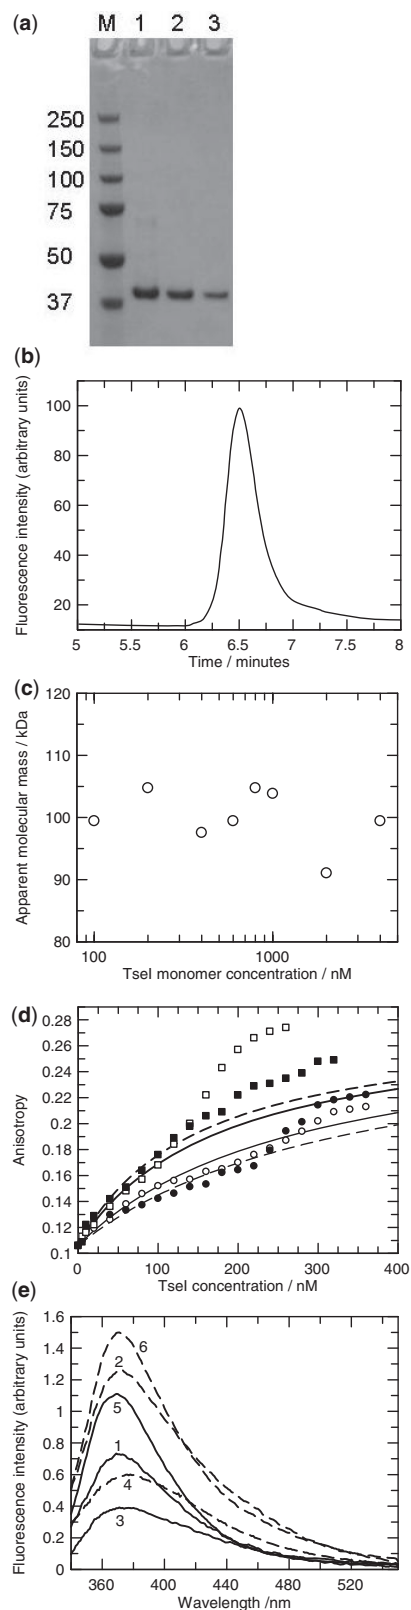 (a)
M 1 2 3
250
150
100
75
50
37
(b)
Fluorescence intensity (arbitrary units)
100
80
60
40
20
5 5.5 6 6.5 7 7.5 8
Time / minutes
(c)
Apparent molecular mass / kDa
120
110
100
90
80
100 1000
TseI monomer concentration / nM
(d)
Anisotropy
0.28
0.26
0.24
0.22
0.2
0.18
0.16
0.14
0.12
0.1
0 50 100 150 200 250 300 350 400
TseI concentration / nM
(e)
Fluorescence intensity (arbitrary units)
1.6
1.4
1.2
1
0.8
0.6
0.4
0.2
0
6
2
5
1
4
3
360 400 440 480 520
Wavelength /nm